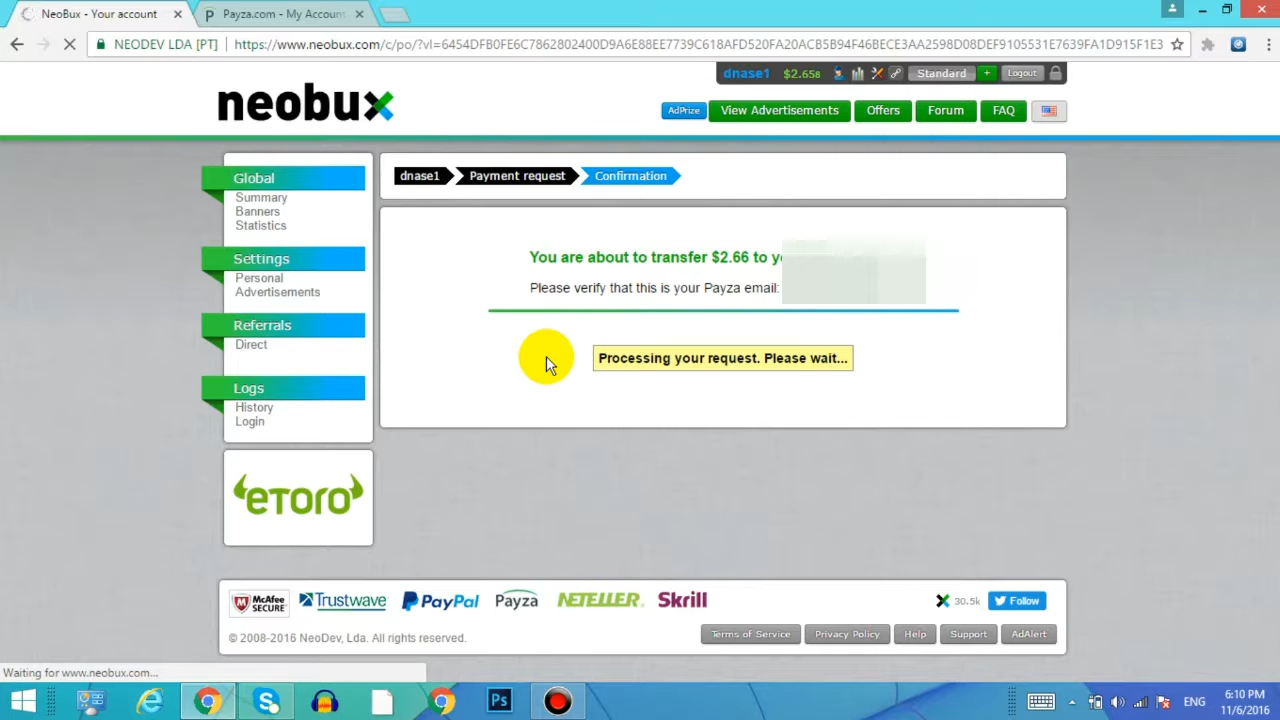 NeoBux - Your account
Payza.com - My Account
NEODEV LDA [PT]
https://www.neobux.com/c/po/?vl=6454DFB0FE6C7862802400D9A6E88EE7739C618AFD520FA20ACB5B94F46BECE3AA2598D08DEF9105531E7639FA1D915F1E3
dnase1 $2.658 Standard + Logout
neobux
AdPrize View Advertisements Offers Forum FAQ
Global
Summary
Banners
Statistics
Settings
Personal
Advertisements
Referrals
Direct
Logs
History
Login
dnase1 Payment request Confirmation
You are about to transfer $2.66 to
Please verify that this is your Payza email:
Processing your request. Please wait...
eToro
McAfee SECURE Trustwave PayPal Payza NETELLER Skrill
30.5k Follow
© 2008-2016 NeoDev, Lda. All rights reserved.
Terms of Service Privacy Policy Help Support AdAlert
Waiting for www.neobux.com...
Ps
ENG
6:10 PM
11/6/2016